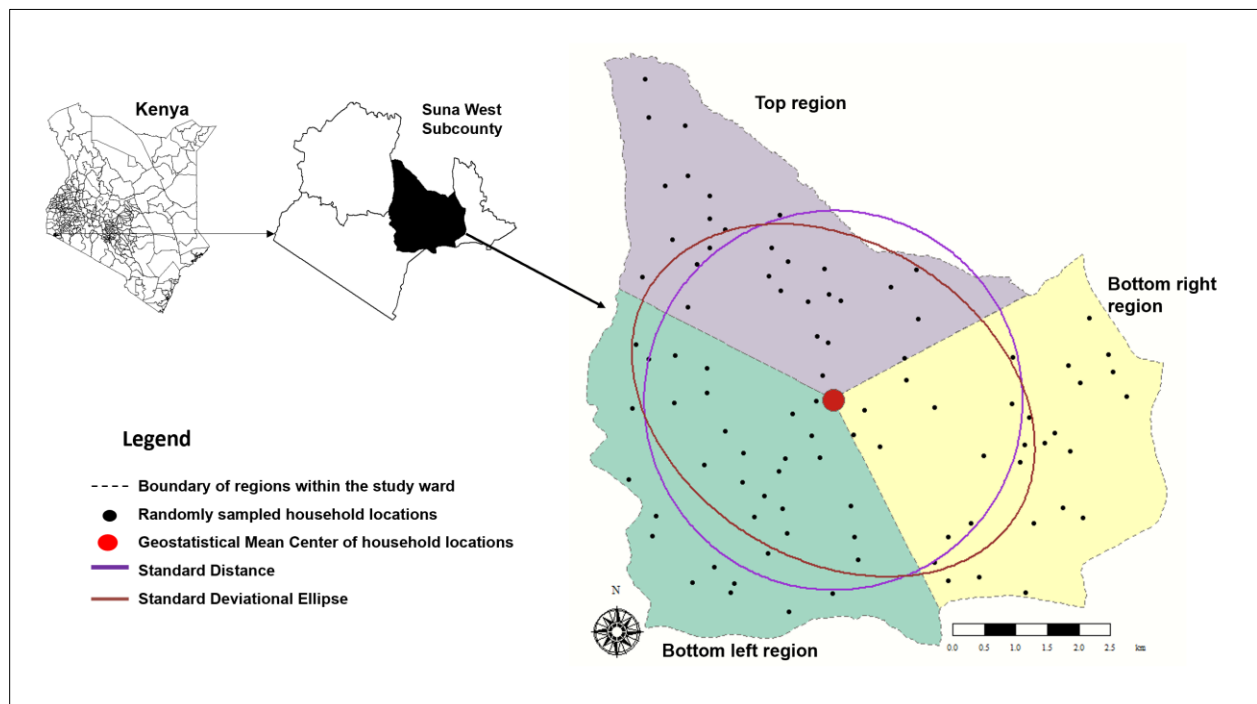 Kenya
Suna West
Subcounty
Top region
Bottom right
region
Legend
Boundary of regions within the study ward
Randomly sampled household locations
Geostatistical Mean Center of household locations
Standard Distance
Standard Deviational Ellipse
N
Bottom left region
0.0 0.5 1.0 1.5 2.0 2.5
km